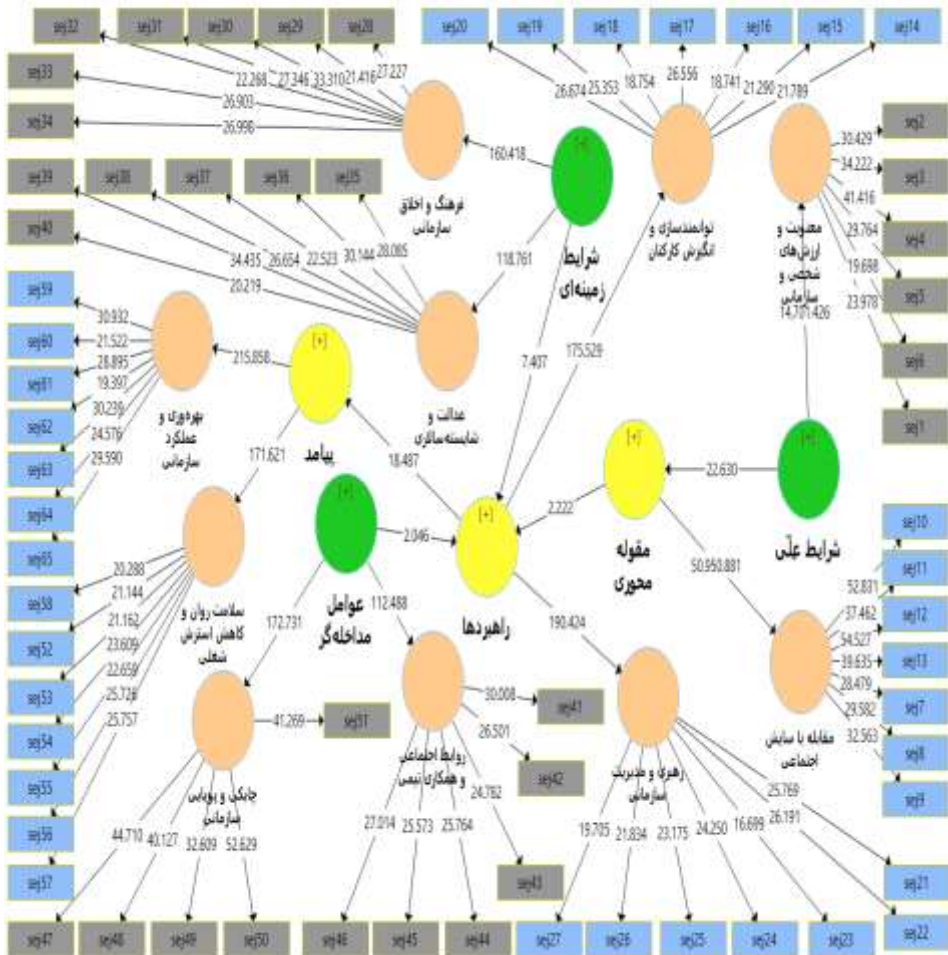 sej32 sej31 sej30 sej29 sej28 sej20 sej19 sej18 sej17 sej16 sej15 sej14
22.268 27.346 33.310 21.416 27.227
26.674 25.353 18.754 26.556 18.741 21.290 21.789
sej33
26.903
sej34
26.998
فرهنگ و اخلاق
سازمانی
160.418
[+]
شرایط
زمینه‌ای
118.761
7.407
175.529
توانمندسازی و
انگیزش کارکنان
معنویت و
ارزش‌های
شخصی و
سازمانی
30.429
34.222
41.416
29.764
19.698
23.978
sej2
sej3
sej4
sej5
sej6
sej1
14,701.426
sej39 sej38 sej37 sej36 sej35
sej40
34.435 26.654 22.523 30.144 28.085
20.219
عدالت و
شایسته‌سالاری
sej59
sej60
sej61
sej62
sej63
sej64
sej65
30.932
21.522
28.895
19.397
30.239
24.576
29.590
بهره‌وری و
عملکرد
سازمانی
215.858
[+]
پیامد
171.621
18.487
[+]
عوامل
مداخله‌گر
2.046
[+]
راهبردها
2.222
[+]
مقوله
محوری
22.630
[+]
شرایط علّی
50,950.881
sej58
sej52
sej53
sej54
sej55
sej56
sej57
20.288
21.144
21.162
23.609
22.659
25.726
25.757
سلامت روان و
کاهش استرش
شغلی
172.731
112.488
190.424
چابکی و پویایی
سازمانی
41.269
sej51
44.710 40.127 32.609 52.629
sej47 sej48 sej49 sej50
روابط اجتماعی
و همکاری تیمی
30.008
sej41
26.501
sej42
24.782
sej43
27.014 25.573 25.764
sej46 sej45 sej44
رهبری و مدیریت
سازمانی
19.705 21.834 23.175 24.250 16.699 26.191 25.769
sej27 sej26 sej25 sej24 sej23 sej22 sej21
مقابله با سایش
اجتماعی
52.831
37.462
54.527
39.635
28.479
29.582
32.563
sej10
sej11
sej12
sej13
sej7
sej8
sej9